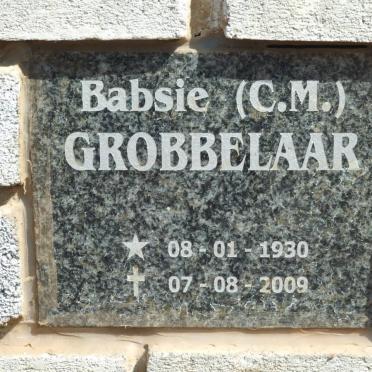 Babsie (C.M.)
GROBBELAAR
08 - 01 - 1930
07 - 08 - 2009